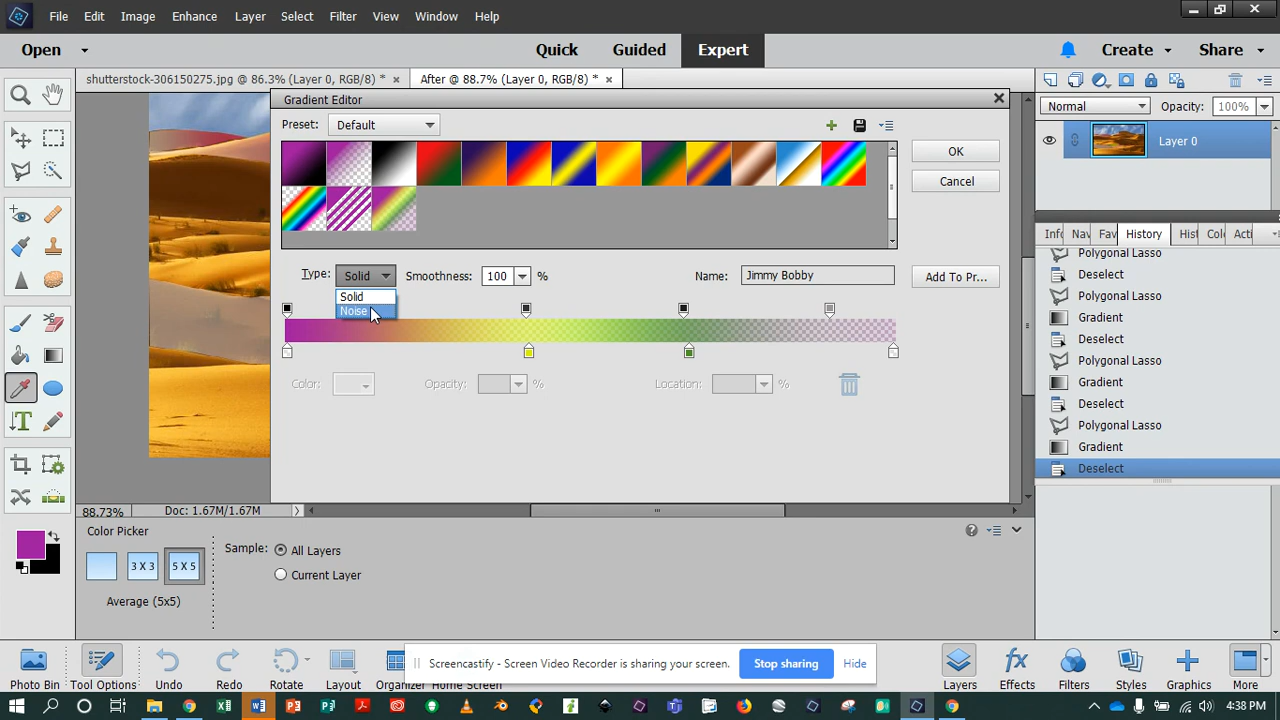 File Edit Image Enhance Layer Select Filter View Window Help
Open Quick Guided Expert Create Share
shutterstock-306150275.jpg @ 86.3% (Layer 0, RGB/8) * × After @ 88.7% (Layer 0, RGB/8) * ×
Gradient Editor
Normal Opacity: 100%
Preset: Default
OK
Layer 0
Cancel
Info Nav Fav History Hist Col Acti
Polygonal Lasso
Deselect
Polygonal Lasso
Gradient
Deselect
Polygonal Lasso
Gradient
Deselect
Polygonal Lasso
Gradient
Deselect
Type: Solid Smoothness: 100 % Name: Jimmy Bobby Add To Pr...
Solid
Noise
Color: Opacity: % Location: %
88.73% Doc: 1.67M/1.67M
Color Picker
Sample: All Layers
3 X 3 5 X 5
Current Layer
Average (5x5)
Screencastify - Screen Video Recorder is sharing your screen. Stop sharing Hide
Photo Bin Tool Options Undo Redo Rotate Layout Organizer Home Screen Layers Effects Filters Styles Graphics More
4:38 PM